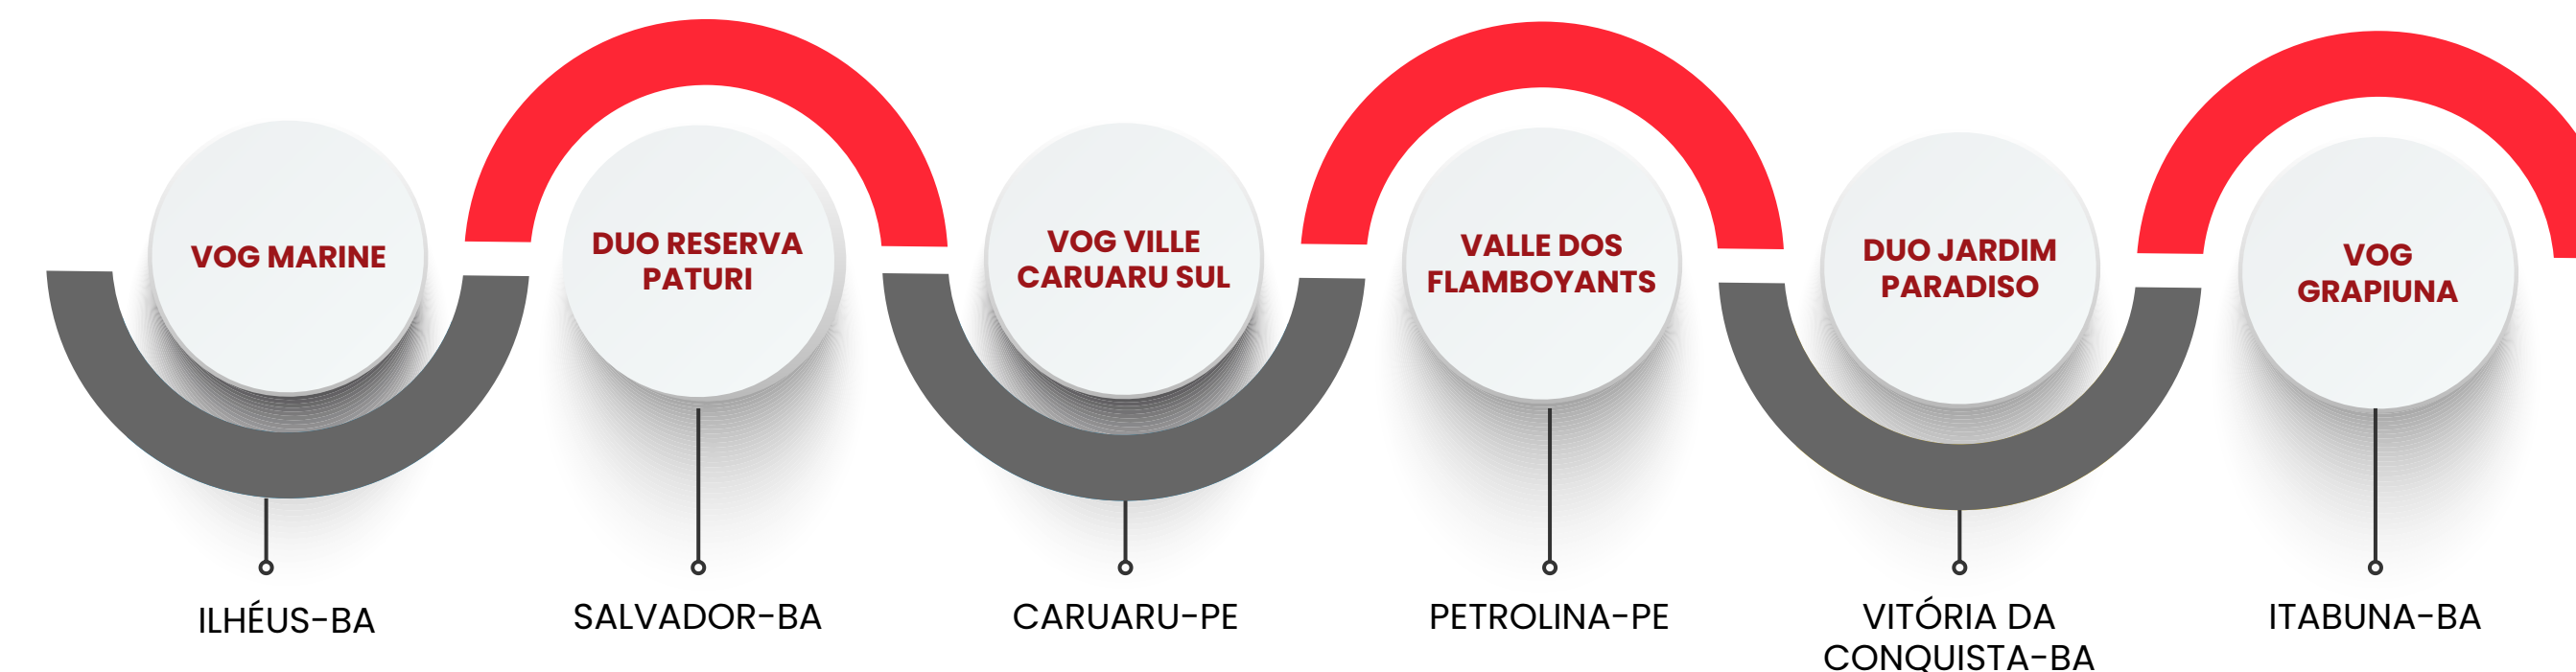 VOG MARINE
DUO RESERVA
PATURI
VOG VILLE
CARUARU SUL
VALLE DOS
FLAMBOYANTS
DUO JARDIM
PARADISO
VOG
GRAPIUNA
ILHÉUS-BA
SALVADOR-BA
CARUARU-PE
PETROLINA-PE
VITÓRIA DA
CONQUISTA-BA
ITABUNA-BA